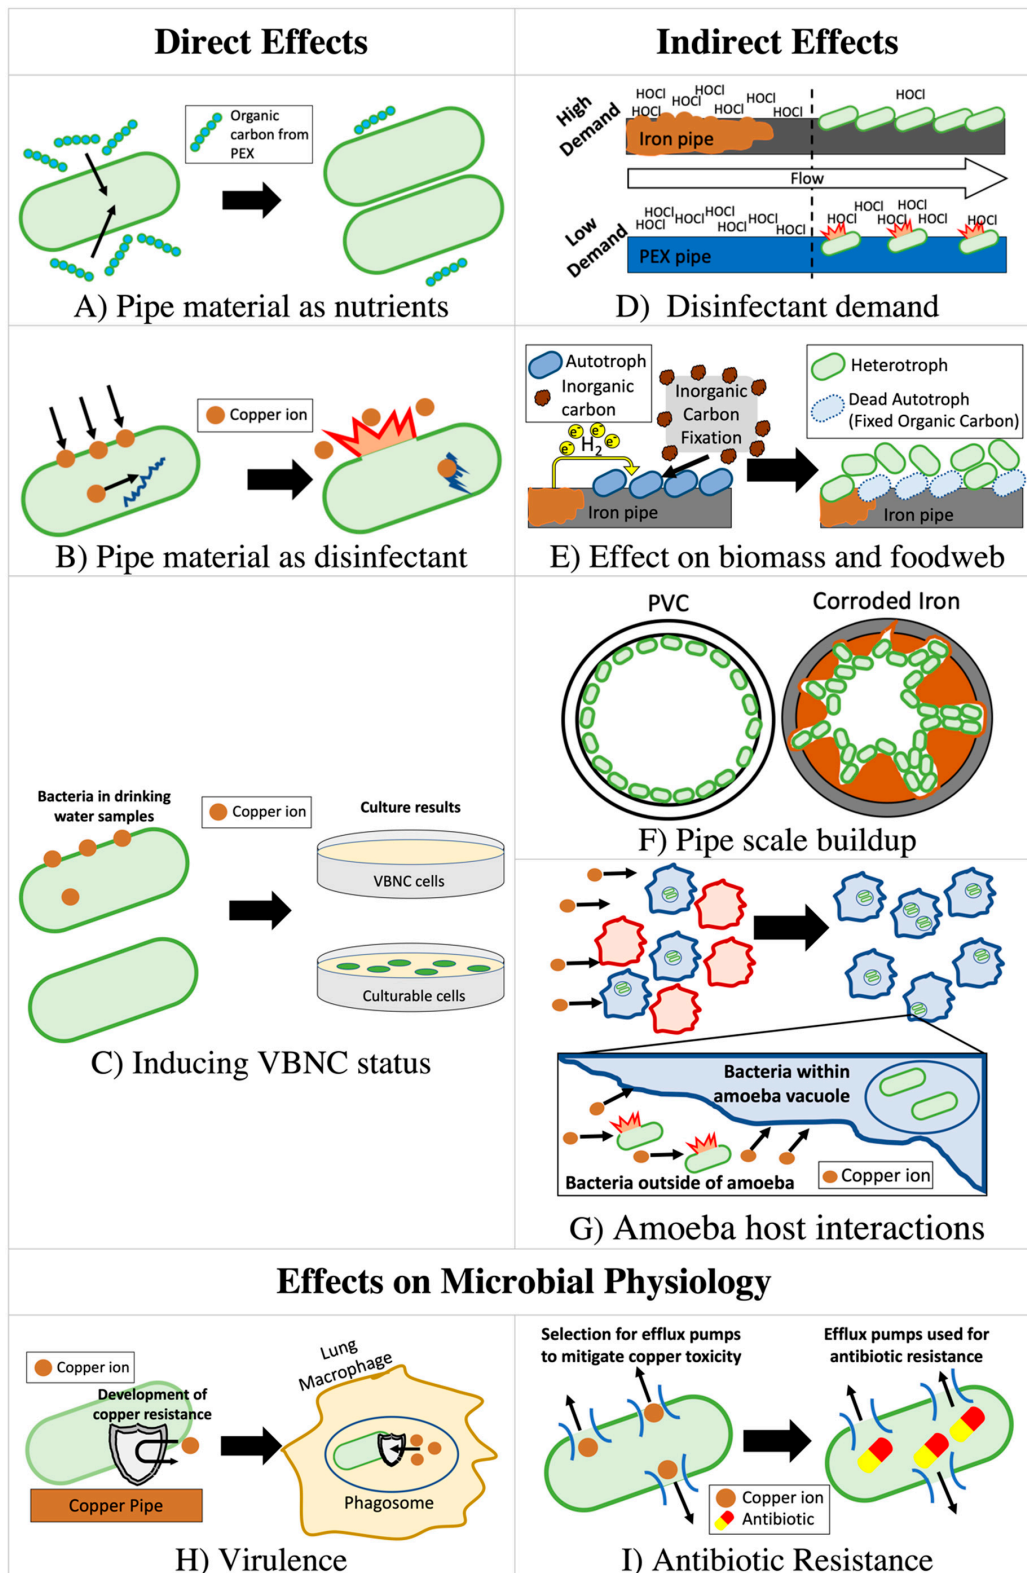 Direct Effects
Indirect Effects
Organic
carbon from
PEX
A) Pipe material as nutrients
High
Demand
HOCl HOCl HOCl HOCl HOCl HOCl HOCl
HOCl
Iron pipe
Flow
Low
Demand
HOCl HOCl HOCl HOCl HOCl HOCl HOCl
HOCl HOCl HOCl HOCl HOCl HOCl HOCl
PEX pipe
D) Disinfectant demand
Copper ion
B) Pipe material as disinfectant
Autotroph
Inorganic
carbon
Inorganic
Carbon
Fixation
e⁻ e⁻ e⁻ e⁻
H2
Iron pipe
Heterotroph
Dead Autotroph
(Fixed Organic Carbon)
Iron pipe
E) Effect on biomass and foodweb
PVC
Corroded Iron
F) Pipe scale buildup
Bacteria in drinking
water samples
Copper ion
Culture results
VBNC cells
Culturable cells
C) Inducing VBNC status
Bacteria within
amoeba vacuole
Bacteria outside of amoeba
Copper ion
G) Amoeba host interactions
Effects on Microbial Physiology
Copper ion
Development of
copper resistance
Copper Pipe
Lung
Macrophage
Phagosome
H) Virulence
Selection for efflux pumps
to mitigate copper toxicity
Efflux pumps used for
antibiotic resistance
Copper ion
Antibiotic
I) Antibiotic Resistance